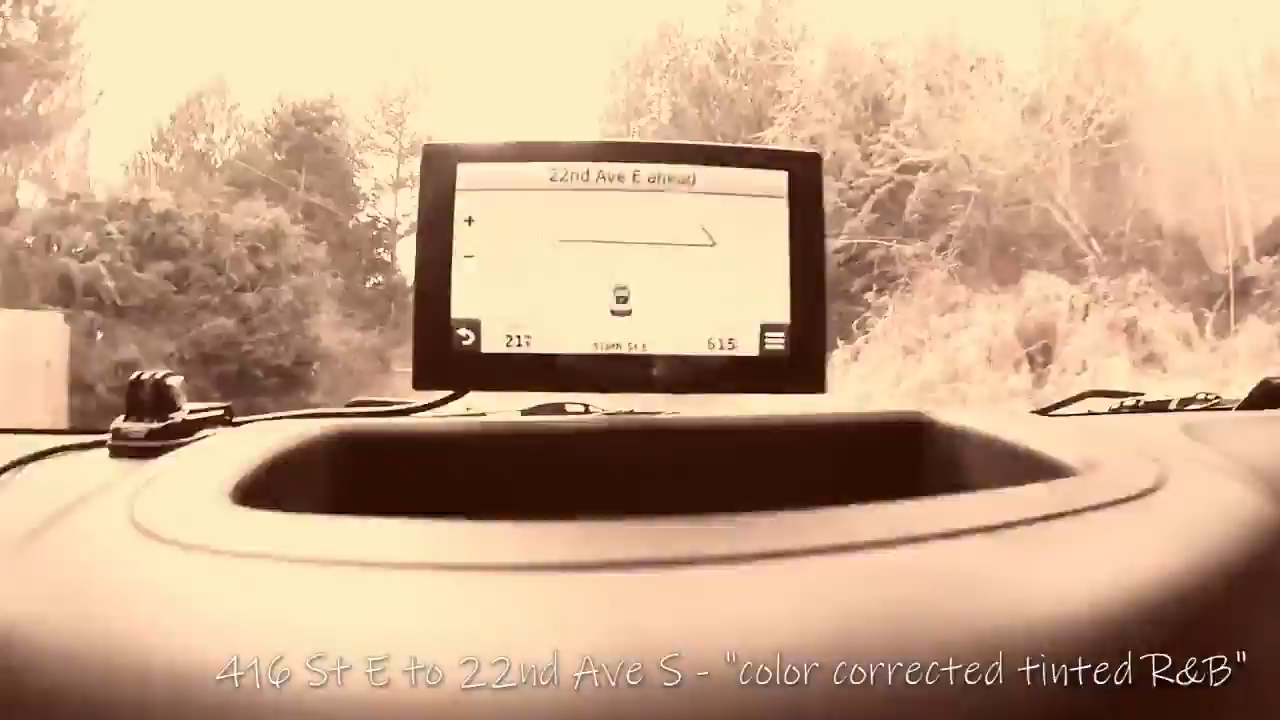 22nd Ave E ahead
+
−
217
615
416 St E to 22nd Ave S - "color corrected tinted R&B"